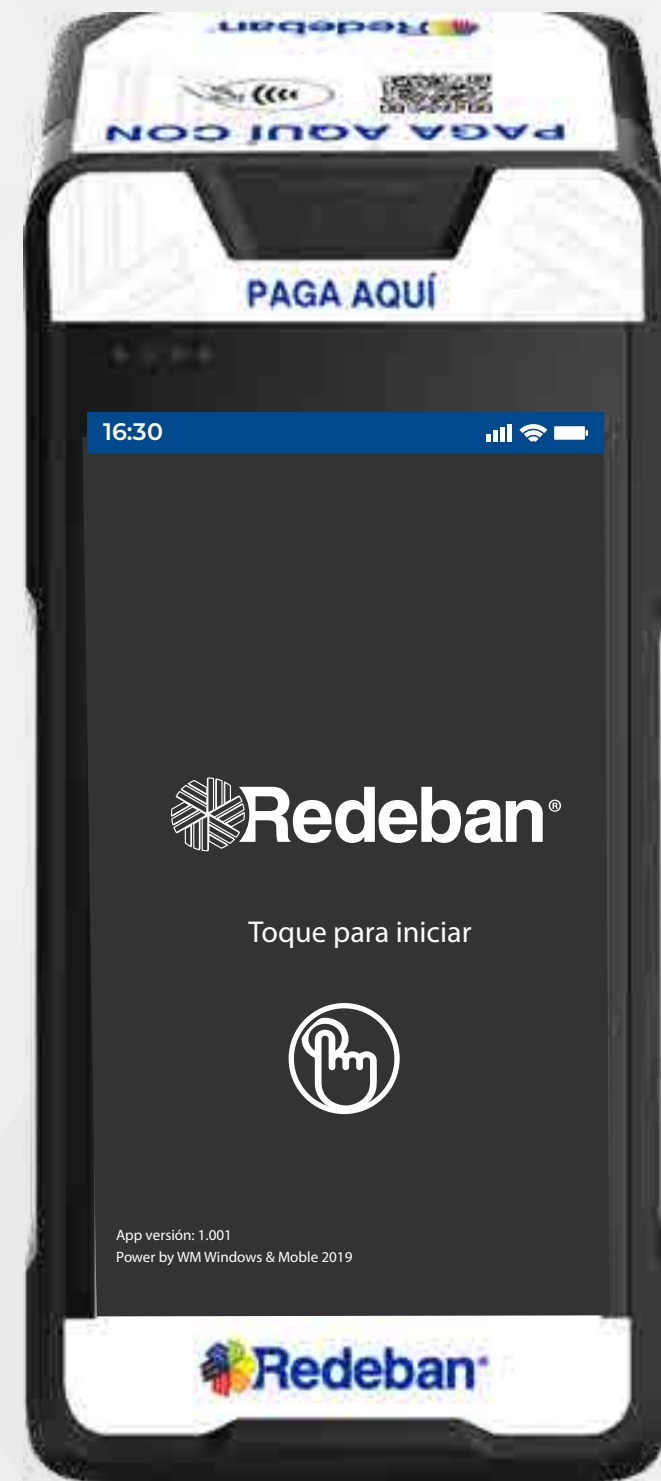 Redeban
PAGA AQUÍ CON
PAGA AQUÍ
16:30
Redeban®
Toque para iniciar
App versión: 1.001
Power by WM Windows & Moble 2019
Redeban